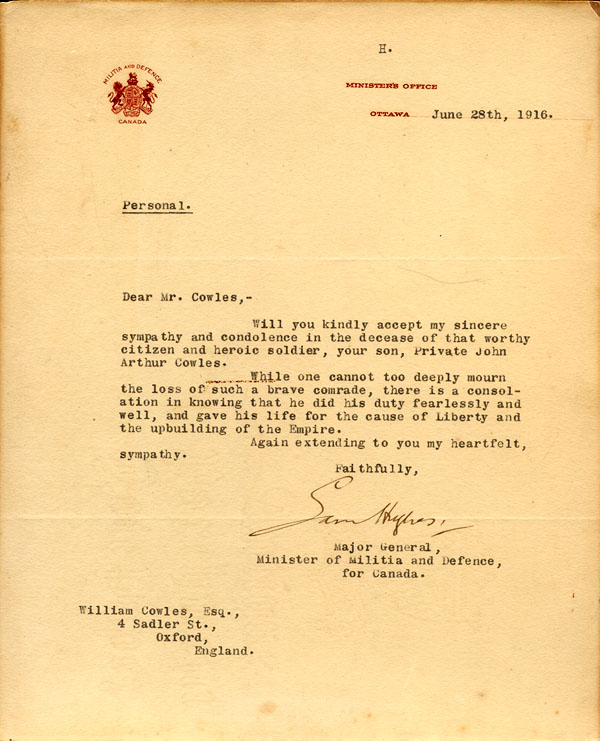 H.
MILITIA AND DEFENCE
CANADA
MINISTER'S OFFICE
OTTAWA June 28th, 1916.
Personal.
Dear Mr. Cowles,-
Will you kindly accept my sincere
sympathy and condolence in the decease of that worthy
citizen and heroic soldier, your son, Private John
Arthur Cowles.
While one cannot too deeply mourn
the loss of such a brave comrade, there is a consol-
ation in knowing that he did his duty fearlessly and
well, and gave his life for the cause of Liberty and
the upbuilding of the Empire.
Again extending to you my heartfelt,
sympathy.
Faithfully,
Sam Hughes.
Major General,
Minister of Militia and Defence,
for Canada.
William Cowles, Esq.,
4 Sadler St.,
Oxford,
England.